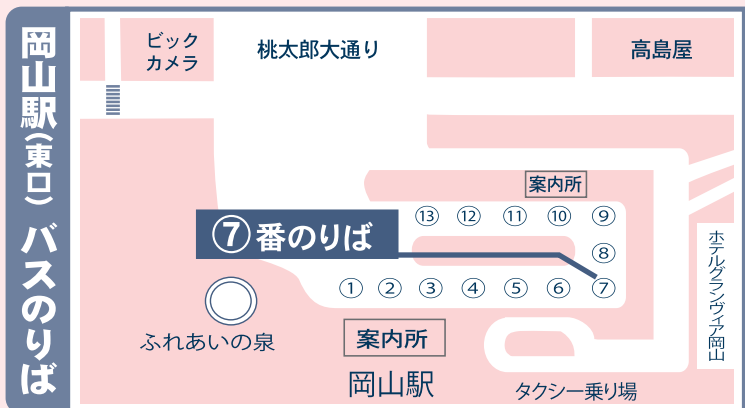 岡山駅(東口) バスのりば
ビック
カメラ
桃太郎大通り
高島屋
案内所
⑬ ⑫ ⑪ ⑩ ⑨
⑦番のりば
⑧
① ② ③ ④ ⑤ ⑥ ⑦
ホテルグランヴィア岡山
ふれあいの泉
案内所
岡山駅
タクシー乗り場